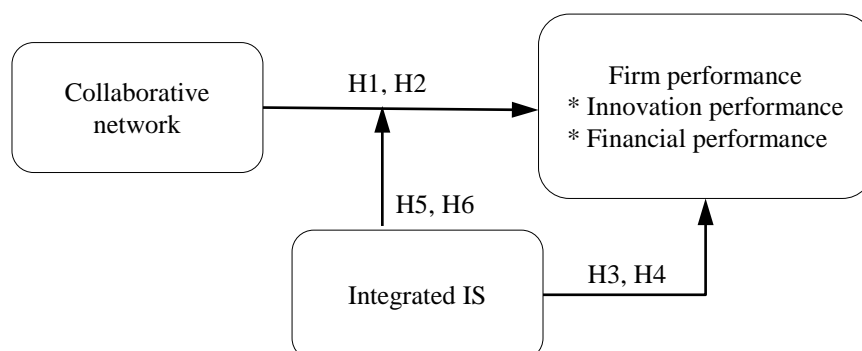 Collaborative
network
H1, H2
Firm performance
* Innovation performance
* Financial performance
H5, H6
Integrated IS
H3, H4